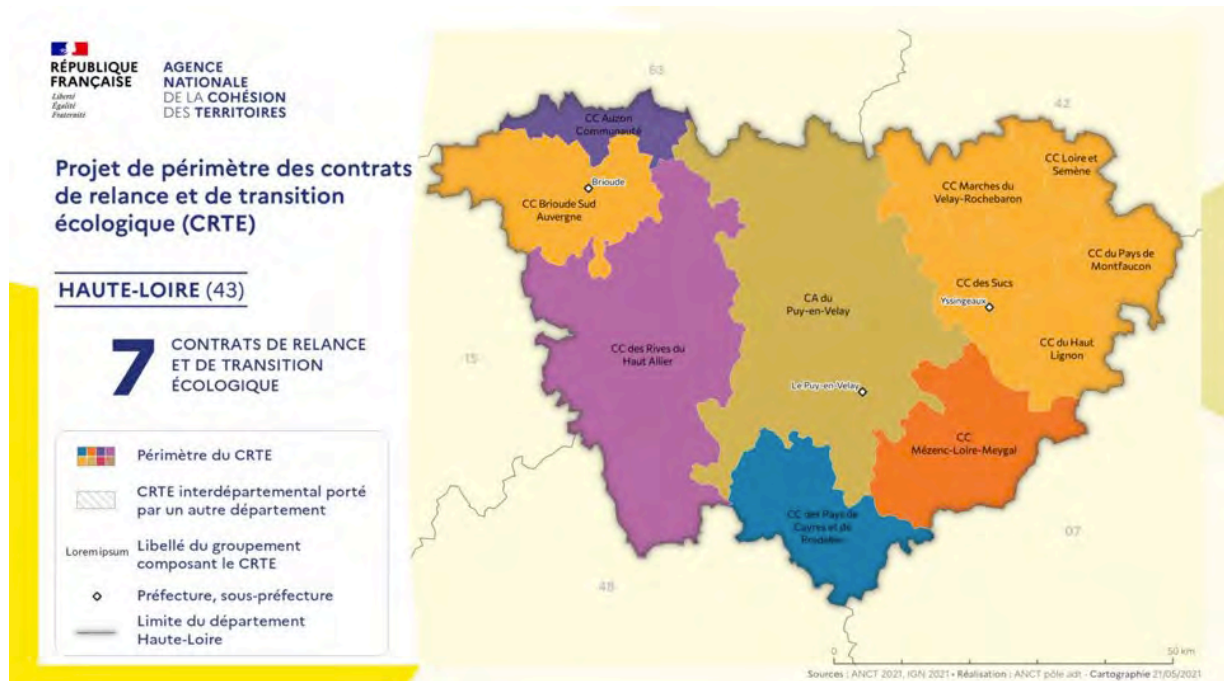 RÉPUBLIQUE
FRANÇAISE
Liberté
Égalité
Fraternité
AGENCE
NATIONALE
DE LA COHÉSION
DES TERRITOIRES
Projet de périmètre des contrats
de relance et de transition
écologique (CRTE)
HAUTE-LOIRE (43)
7
CONTRATS DE RELANCE
ET DE TRANSITION
ÉCOLOGIQUE
Périmètre du CRTE
CRTE interdépartemental porté
par un autre département
Lorem ipsum
Libellé du groupement
composant le CRTE
Préfecture, sous-préfecture
Limite du département
Haute-Loire
63
42
CC Auzon
Communauté
CC Loire et
Semène
Brioude
CC Marches du
Velay-Rochebaron
CC Brioude Sud
Auvergne
CC du Pays de
Montfaucon
CC des Sucs
Yssingeaux
CA du
Puy-en-Velay
CC du Haut
Lignon
15
CC des Rives du
Haut Allier
Le Puy-en-Velay
CC
Mézenc-Loire-Meygal
CC des Pays de
Cayres et de
Pradelles
07
48
0
50 km
Sources : ANCT 2021, IGN 2021 • Réalisation : ANCT pôle adt - Cartographie 21/05/2021